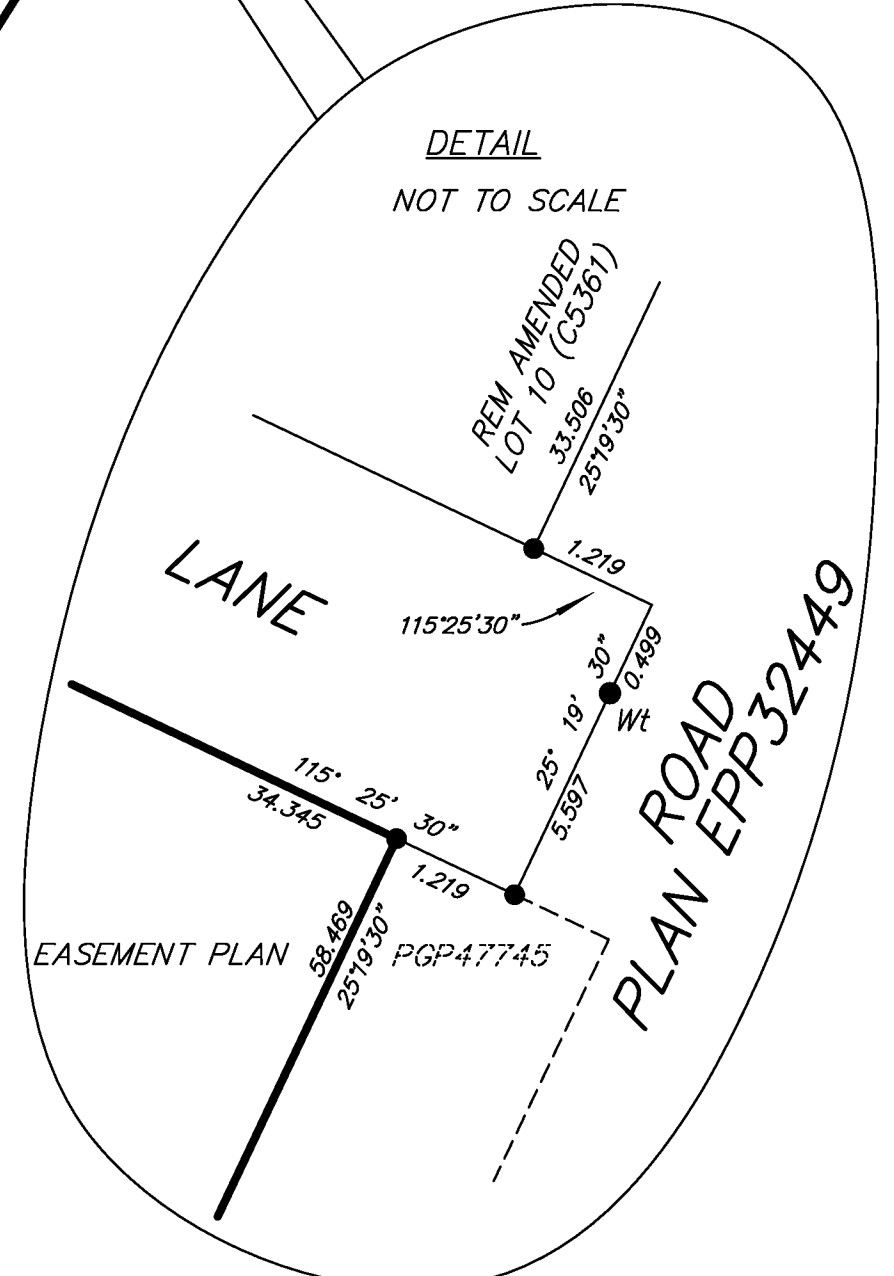 DETAIL
NOT TO SCALE
REM AMENDED
LOT 10 (C5361)
33.506
25°19'30"
1.219
LANE
115°25'30"
0.499
25° 19' 30"
Wt
5.597
ROAD
PLAN EPP32449
115° 25' 30"
34.345
1.219
58.469
25°19'30"
EASEMENT PLAN PGP47745